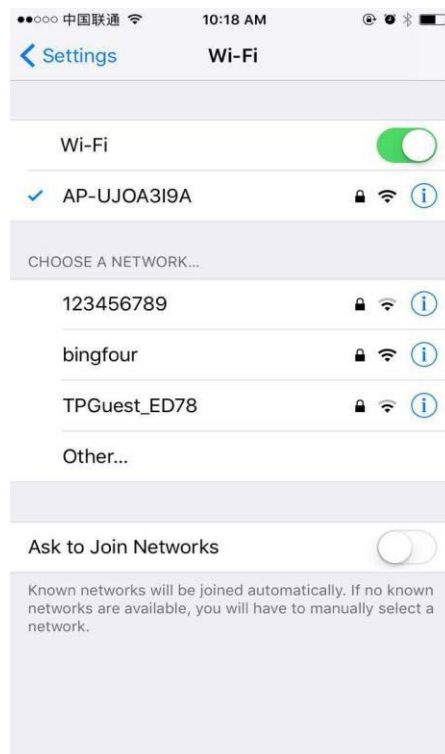 中国联通 10:18 AM
Settings Wi-Fi
Wi-Fi
AP-UJOA3I9A
CHOOSE A NETWORK...
123456789
bingfour
TPGuest_ED78
Other...
Ask to Join Networks
Known networks will be joined automatically. If no known
networks are available, you will have to manually select a
network.